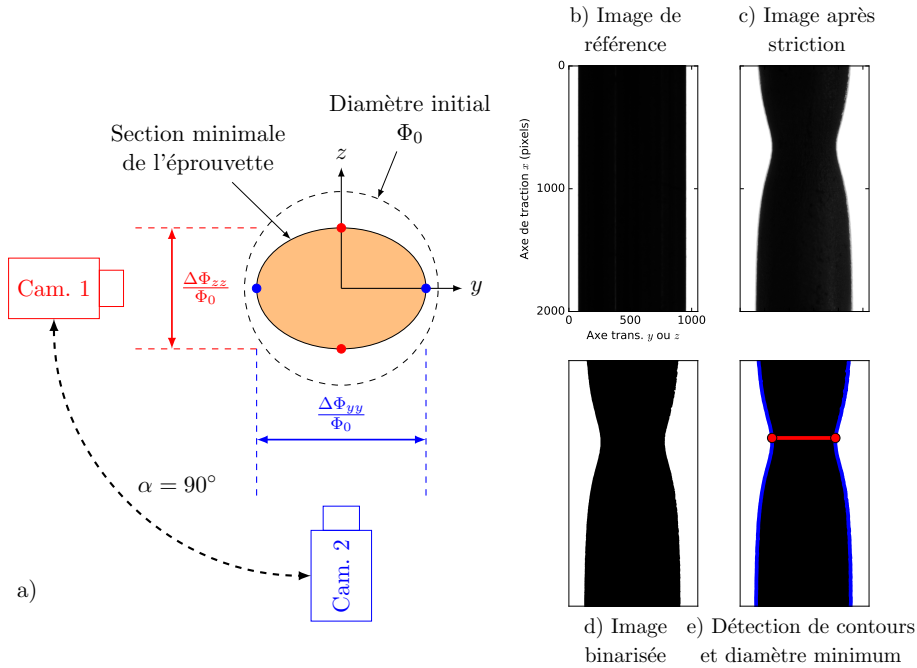 b) Image de
référence
c) Image après
striction
Diamètre initial
Φ₀
Section minimale
de l'éprouvette
z
y
Cam. 1
ΔΦ_zz
Φ₀
ΔΦ_yy
Φ₀
α = 90°
Cam. 2
a)
0
1000
2000
Axe de traction x (pixels)
0 500 1000
Axe trans. y ou z
d) Image
binarisée
e) Détection de contours
et diamètre minimum